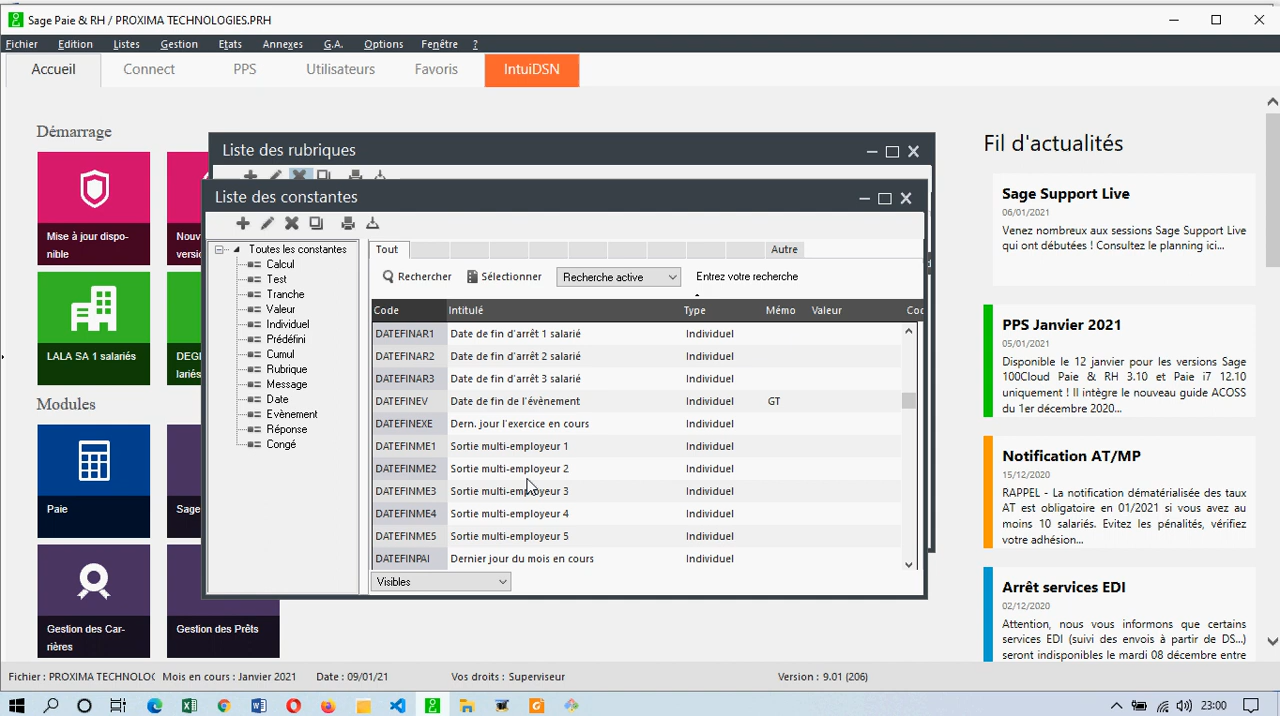 Sage Paie & RH / PROXIMA TECHNOLOGIES.PRH
Fichier Edition Listes Gestion Etats Annexes G.A. Options Fenêtre ?
Accueil Connect PPS Utilisateurs Favoris IntuiDSN
Démarrage
Mise à jour dispo-
nible
Nouv
versio
LALA SA 1 salariés
DEGI
lariés
Modules
Paie
Sage
Gestion des Car-
rières
Gestion des Prêts
Liste des rubriques
Liste des constantes
Toutes les constantes
Calcul
Test
Tranche
Valeur
Individuel
Prédéfini
Cumul
Rubrique
Message
Date
Evènement
Réponse
Congé
Tout Autre
Rechercher Sélectionner Recherche active Entrez votre recherche
Code Intitulé Type Mémo Valeur Coc
DATEFINAR1 Date de fin d'arrêt 1 salarié Individuel
DATEFINAR2 Date de fin d'arrêt 2 salarié Individuel
DATEFINAR3 Date de fin d'arrêt 3 salarié Individuel
DATEFINEV Date de fin de l'évènement Individuel GT
DATEFINEXE Dern. jour l'exercice en cours Individuel
DATEFINME1 Sortie multi-employeur 1 Individuel
DATEFINME2 Sortie multi-employeur 2 Individuel
DATEFINME3 Sortie multi-employeur 3 Individuel
DATEFINME4 Sortie multi-employeur 4 Individuel
DATEFINME5 Sortie multi-employeur 5 Individuel
DATEFINPAI Dernier jour du mois en cours Individuel
Visibles
Fil d'actualités
Sage Support Live
06/01/2021
Venez nombreux aux sessions Sage Support Live
qui ont débutées ! Consultez le planning ici...
PPS Janvier 2021
05/01/2021
Disponible le 12 janvier pour les versions Sage
100Cloud Paie & RH 3.10 et Paie i7 12.10
uniquement ! Il intègre le nouveau guide ACOSS
du 1er décembre 2020...
Notification AT/MP
15/12/2020
RAPPEL - La notification dématérialisée des taux
AT est obligatoire en 01/2021 si vous avez au
moins 10 salariés. Evitez les pénalités, vérifiez
votre adhésion...
Arrêt services EDI
02/12/2020
Attention, nous vous informons que certains
services EDI (suivi des envois à partir de DS...)
seront indisponibles le mardi 08 décembre entre
Fichier : PROXIMA TECHNOLOG Mois en cours : Janvier 2021 Date : 09/01/21 Vos droits : Superviseur Version : 9.01 (206)
23:00